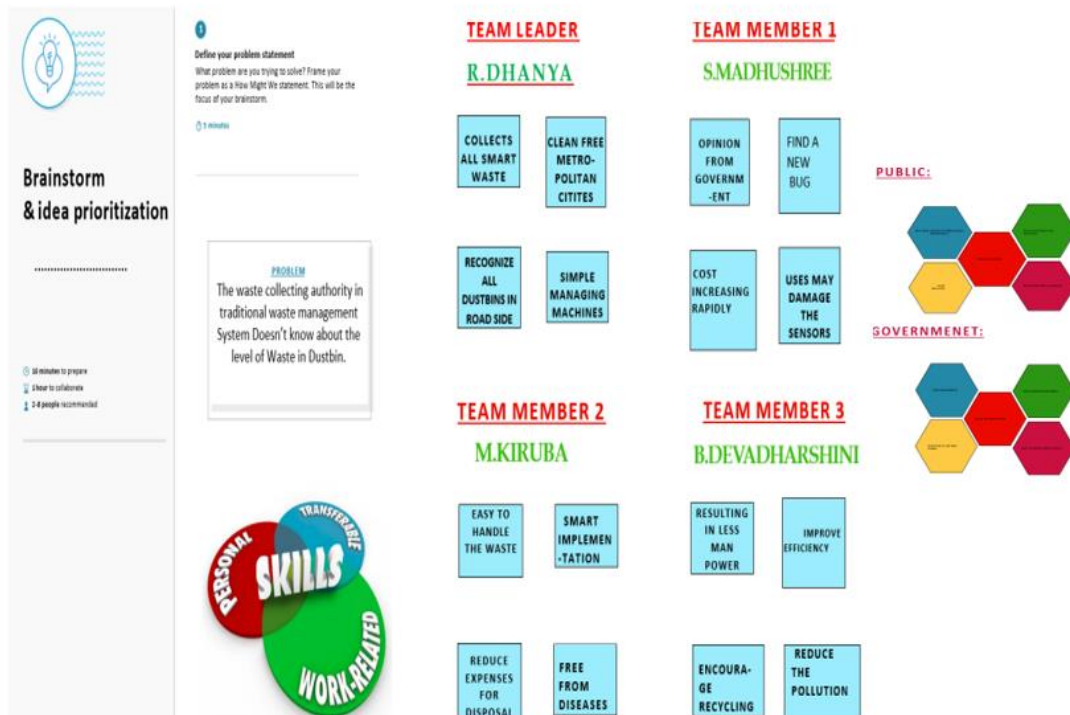 Brainstorm
& idea prioritization
10 minutes to prepare
1 hour to collaborate
2-8 people recommended
1
Define your problem statement
What problem are you trying to solve? Frame your
problem as a How Might We statement. This will be the
focus of your brainstorm.
5 minutes
PROBLEM
The waste collecting authority in
traditional waste management
System Doesn't know about the
level of Waste in Dustbin.
PERSONAL
TRANSFERABLE
SKILLS
WORK-RELATED
TEAM LEADER
R.DHANYA
COLLECTS
ALL SMART
WASTE
CLEAN FREE
METRO-
POLITAN
CITITES
RECOGNIZE
ALL
DUSTBINS IN
ROAD SIDE
SIMPLE
MANAGING
MACHINES
TEAM MEMBER 1
S.MADHUSHREE
OPINION
FROM
GOVERNM
-ENT
FIND A
NEW
BUG
COST
INCREASING
RAPIDLY
USES MAY
DAMAGE
THE
SENSORS
TEAM MEMBER 2
M.KIRUBA
EASY TO
HANDLE
THE WASTE
SMART
IMPLEMEN
-TATION
REDUCE
EXPENSES
FOR
DISPOSAL
FREE
FROM
DISEASES
TEAM MEMBER 3
B.DEVADHARSHINI
RESULTING
IN LESS
MAN
POWER
IMPROVE
EFFICIENCY
ENCOURA-
GE
RECYCLING
REDUCE
THE
POLLUTION
PUBLIC:
GOVERNMENET: